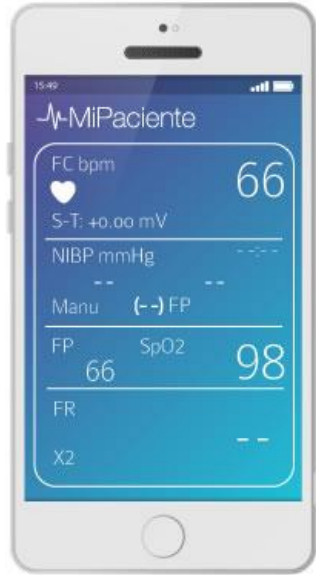 15:49
MiPaciente
FC bpm
66
S-T: +0.00 mV
NIBP mmHg --:--
-- --
Manu (--) FP
FP SpO2
66 98
FR
--
X2